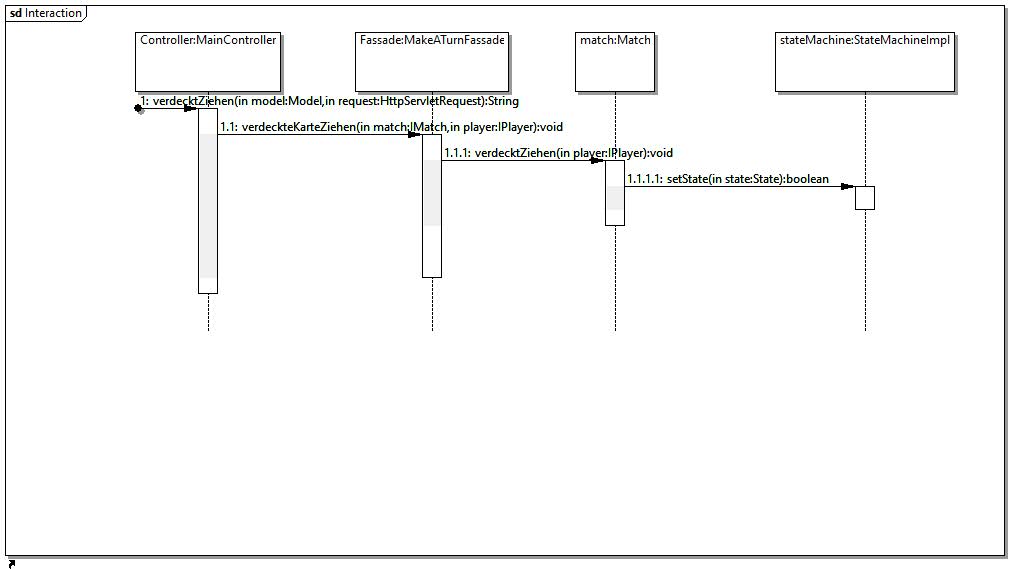 sd Interaction
Controller:MainController
Fassade:MakeATurnFassade
match:Match
stateMachine:StateMachineImpl
1: verdecktZiehen(in model:Model,in request:HttpServletRequest):String
1.1: verdeckteKarteZiehen(in match:IMatch,in player:IPlayer):void
1.1.1: verdecktZiehen(in player:IPlayer):void
1.1.1.1: setState(in state:State):boolean